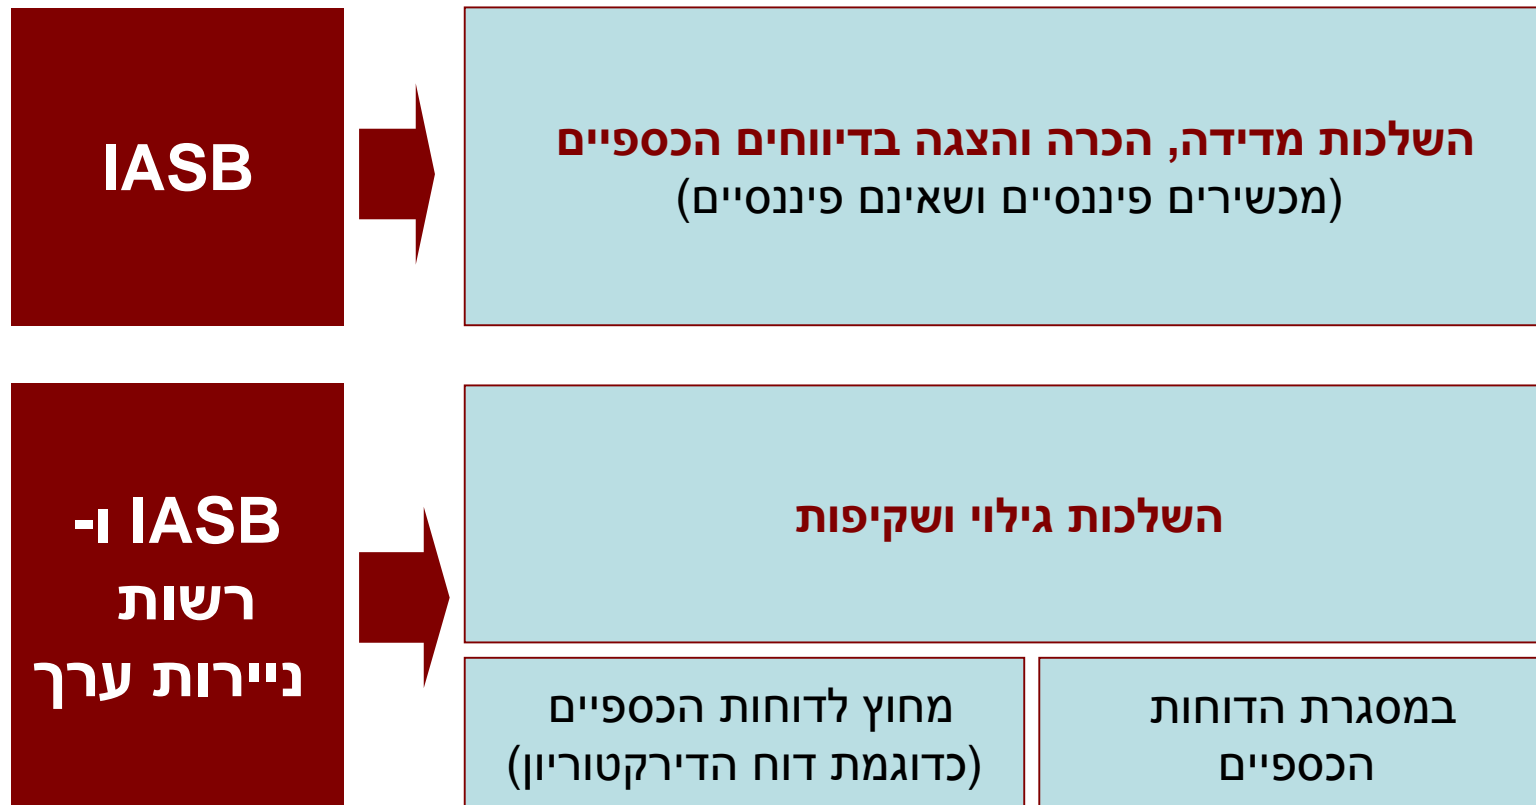 IASB
השלכות מדידה, הכרה והצגה בדיווחים הכספיים
(מכשירים פיננסיים ושאינם פיננסיים)
IASB ו-
רשות
ניירות ערך
השלכות גילוי ושקיפות
במסגרת הדוחות
הכספיים
מחוץ לדוחות הכספיים
(כדוגמת דוח הדירקטוריון)